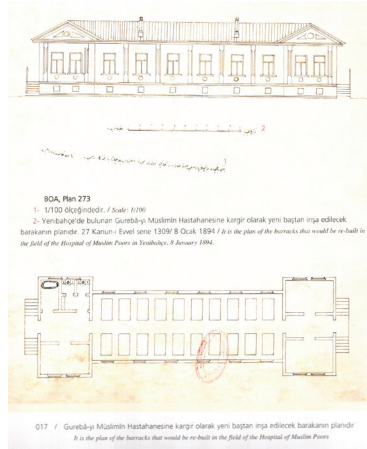 2
1
BOA, Plan 273
1- 1/100 ölçeğindedir. / Scale: 1/100
2- Yenibahçe'de bulunan Gurebâ-yı Müslimîn Hastahanesine kargir olarak yeni baştan inşa edilecek
barakanın planıdır. 27 Kanun-ı Evvel sene 1309/ 8 Ocak 1894 / It is the plan of the barracks that would be re-built in
the field of the Hospital of Muslim Poors in Yenibahçe, 8 January 1894.
017 / Gurebâ-yı Müslimîn Hastahanesine kargir olarak yeni baştan inşa edilecek barakanın planıdır
It is the plan of the barracks that would be re-built in the field of the Hospital of Muslim Poors